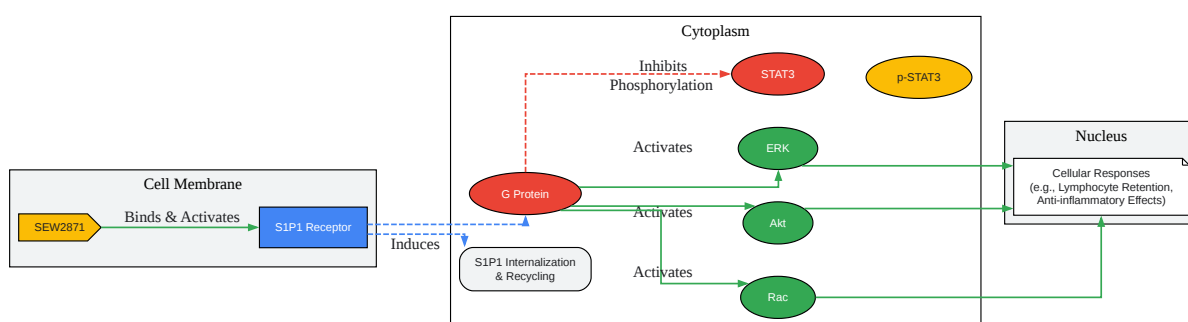 Cytoplasm
Inhibits
Phosphorylation
STAT3
p-STAT3
Activates
ERK
Nucleus
Cellular Responses
(e.g., Lymphocyte Retention,
Anti-inflammatory Effects)
Cell Membrane
SEW2871
Binds & Activates
S1P1 Receptor
G Protein
Activates
Akt
Induces
S1P1 Internalization
& Recycling
Activates
Rac